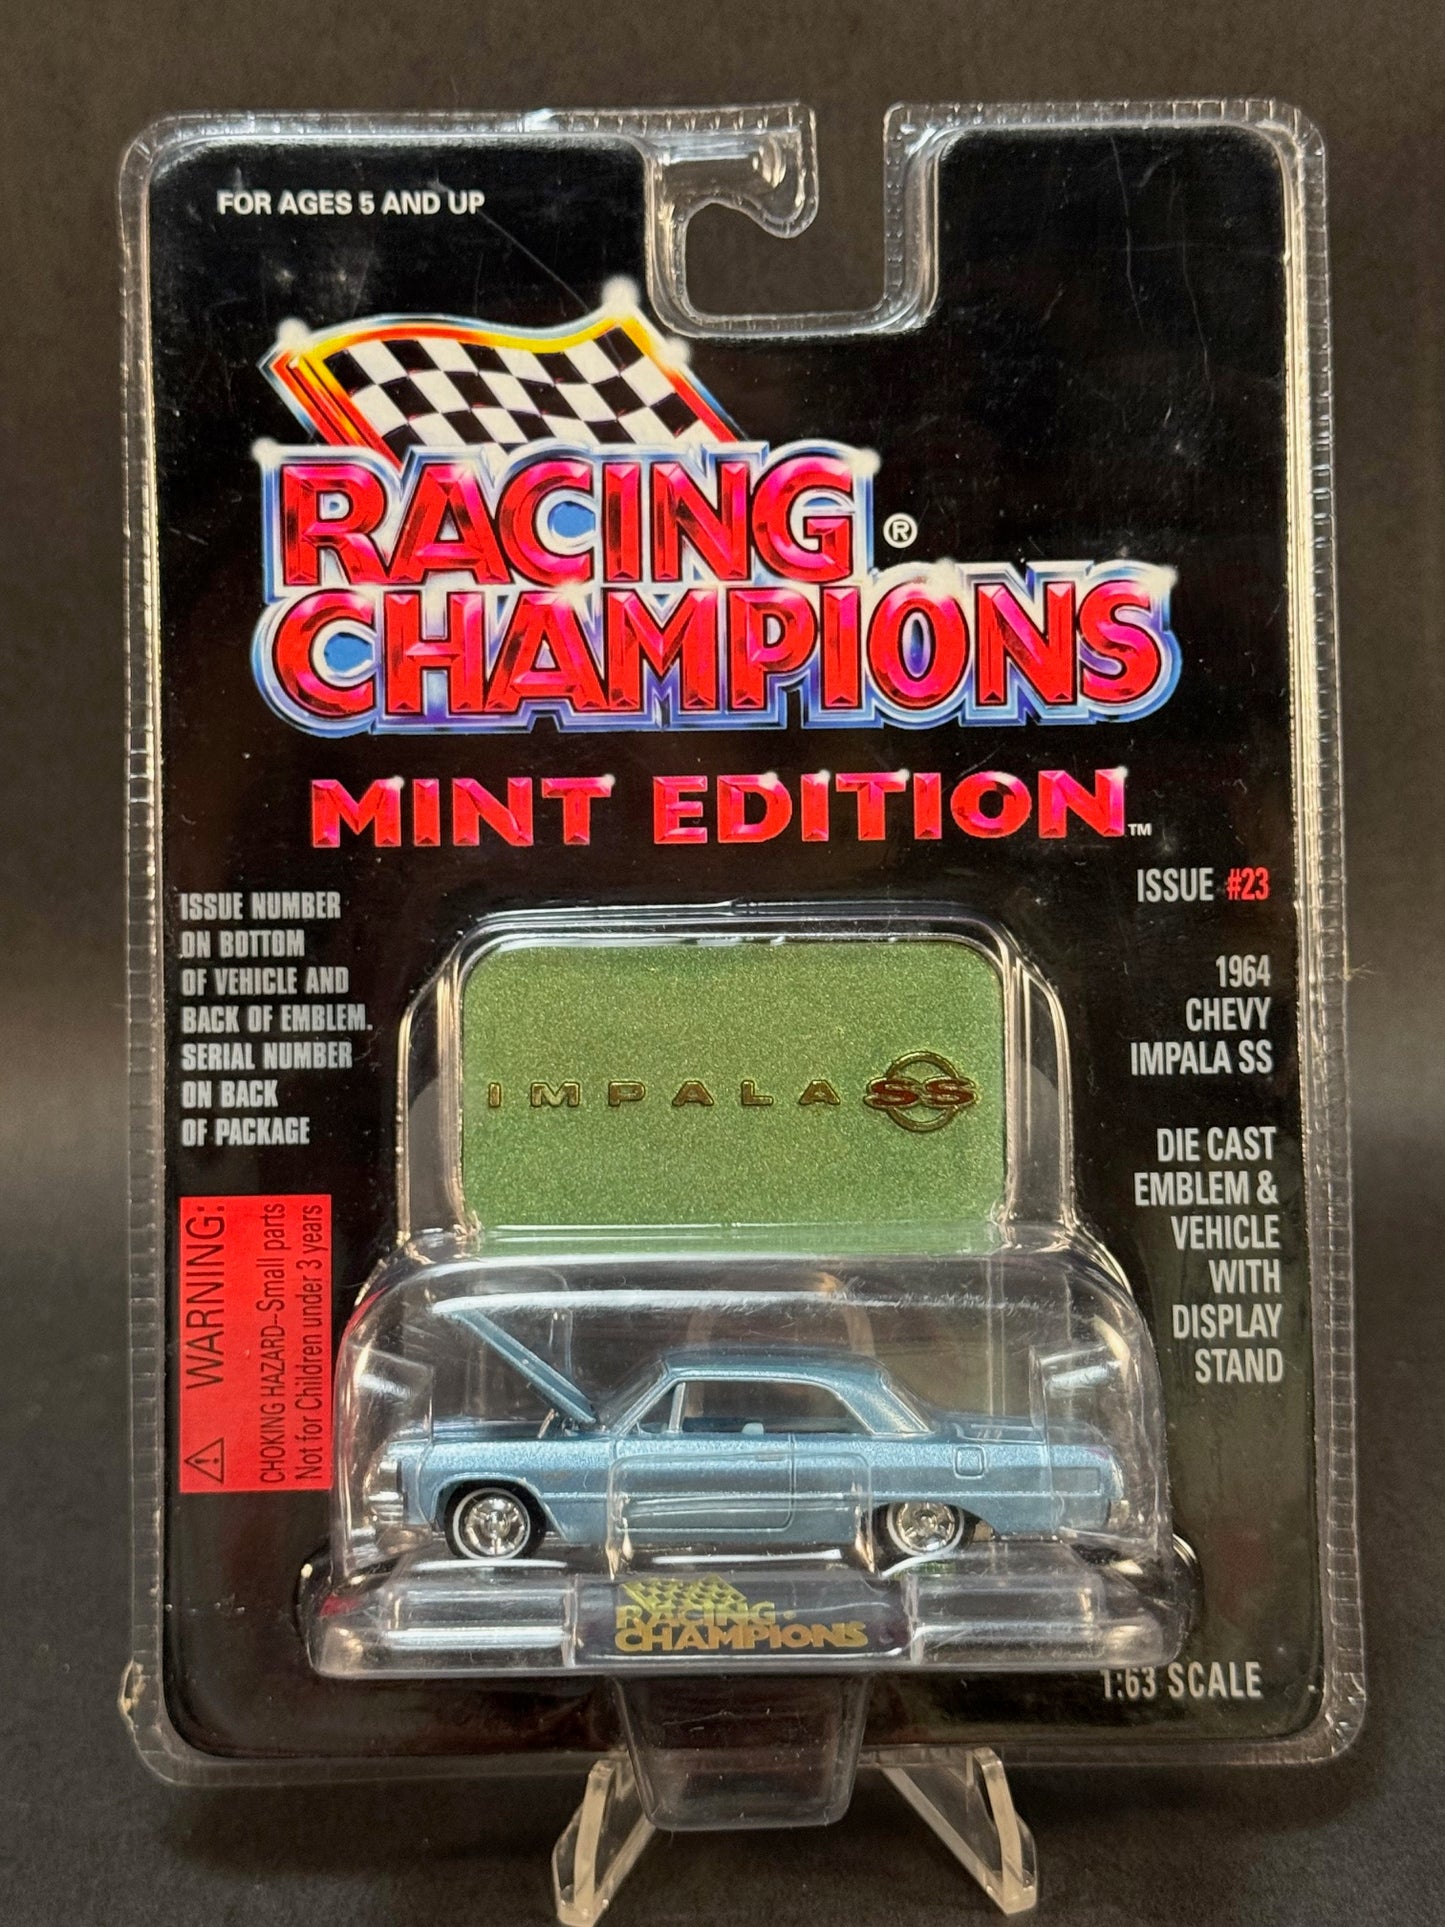 FOR AGES 5 AND UP
RACING ®
CHAMPIONS
MINT EDITION™
ISSUE NUMBER
ON BOTTOM
OF VEHICLE AND
BACK OF EMBLEM.
SERIAL NUMBER
ON BACK
OF PACKAGE
ISSUE #23
1964
CHEVY
IMPALA SS
DIE CAST
EMBLEM &
VEHICLE
WITH
DISPLAY
STAND
IMPALA SS
WARNING:
CHOKING HAZARD–Small parts
Not for Children under 3 years
RACING
CHAMPIONS
1:63 SCALE